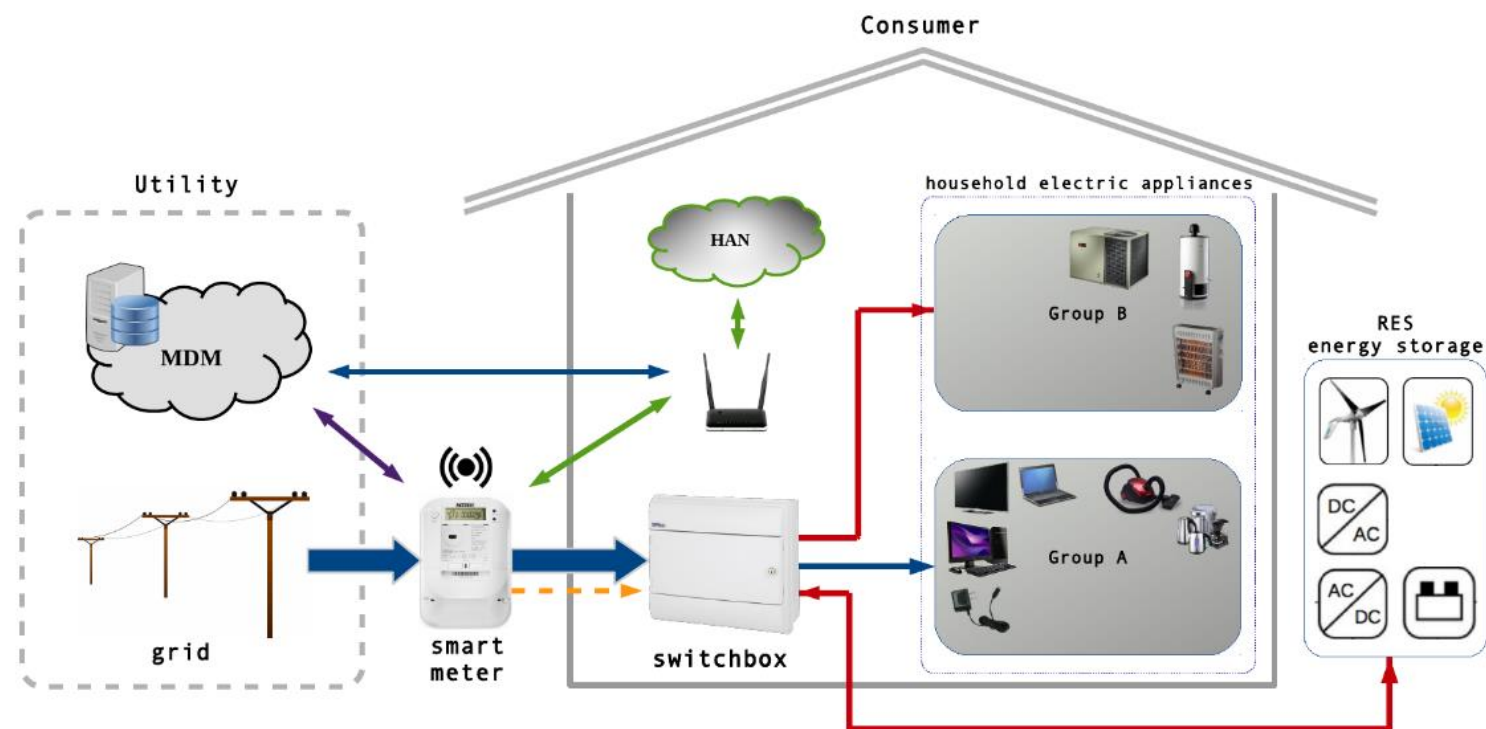 Consumer
Utility
household electric appliances
HAN
Group B
RES
energy storage
MDM
DC
AC
Group A
AC
DC
grid
smart
meter
switchbox